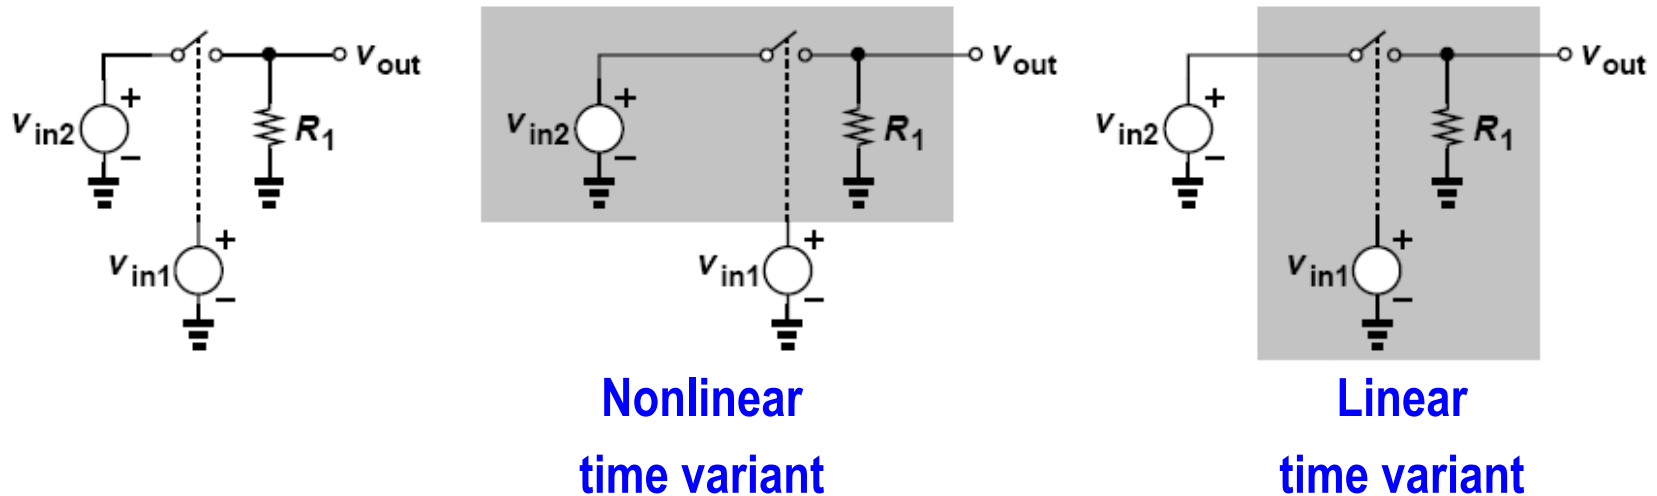 Vout
+
Vin2
−
R1
+
Vin1
−
Vout
+
Vin2
−
R1
+
Vin1
−
Vout
+
Vin2
−
R1
+
Vin1
−
Nonlinear
time variant
Linear
time variant